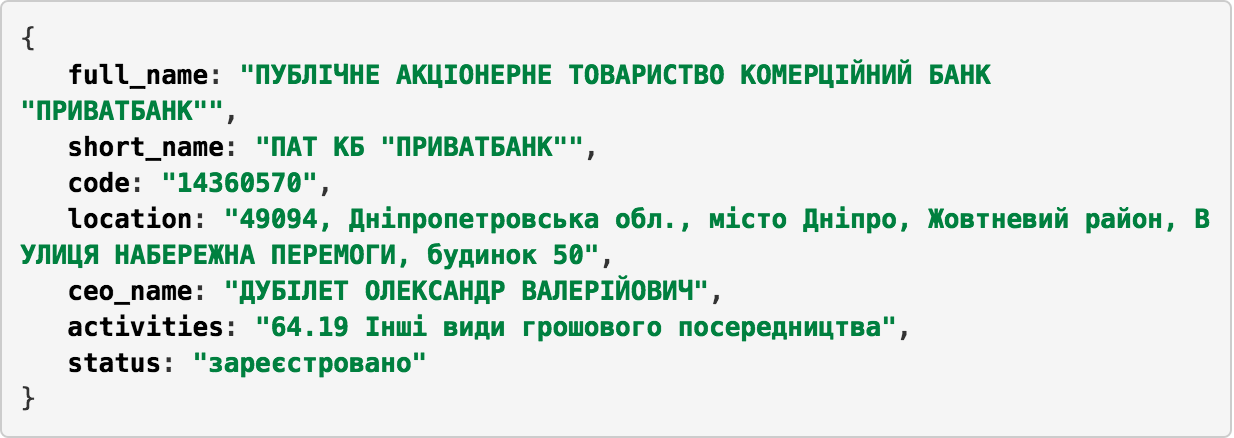 {
full_name: "ПУБЛІЧНЕ АКЦІОНЕРНЕ ТОВАРИСТВО КОМЕРЦІЙНИЙ БАНК
"ПРИВАТБАНК"",
short_name: "ПАТ КБ "ПРИВАТБАНК"",
code: "14360570",
location: "49094, Дніпропетровська обл., місто Дніпро, Жовтневий район, В
УЛИЦЯ НАБЕРЕЖНА ПЕРЕМОГИ, будинок 50",
ceo_name: "ДУБІЛЕТ ОЛЕКСАНДР ВАЛЕРІЙОВИЧ",
activities: "64.19 Інші види грошового посередництва",
status: "зареєстровано"
}